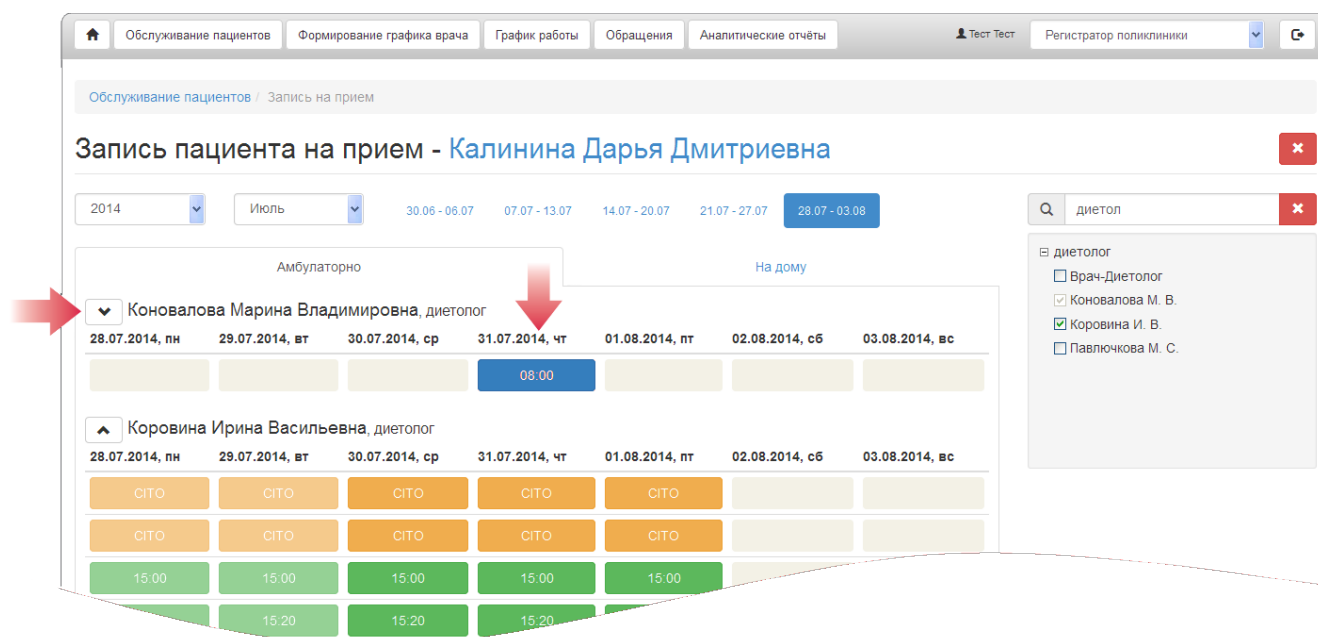 Обслуживание пациентов Формирование графика врача График работы Обращения Аналитические отчёты Тест Тест Регистратор поликлиники
Обслуживание пациентов / Запись на прием
Запись пациента на прием - Калинина Дарья Дмитриевна
2014 Июль 30.06 - 06.07 07.07 - 13.07 14.07 - 20.07 21.07 - 27.07 28.07 - 03.08
диетол
Амбулаторно На дому
диетолог
Врач-Диетолог
Коновалова М. В.
Коровина И. В.
Павлючкова М. С.
Коновалова Марина Владимировна, диетолог
28.07.2014, пн 29.07.2014, вт 30.07.2014, ср 31.07.2014, чт 01.08.2014, пт 02.08.2014, сб 03.08.2014, вс
08:00
Коровина Ирина Васильевна, диетолог
28.07.2014, пн 29.07.2014, вт 30.07.2014, ср 31.07.2014, чт 01.08.2014, пт 02.08.2014, сб 03.08.2014, вс
CITO CITO CITO CITO CITO
CITO CITO CITO CITO CITO
15:00 15:00 15:00 15:00 15:00
15:20 15:20 15:20